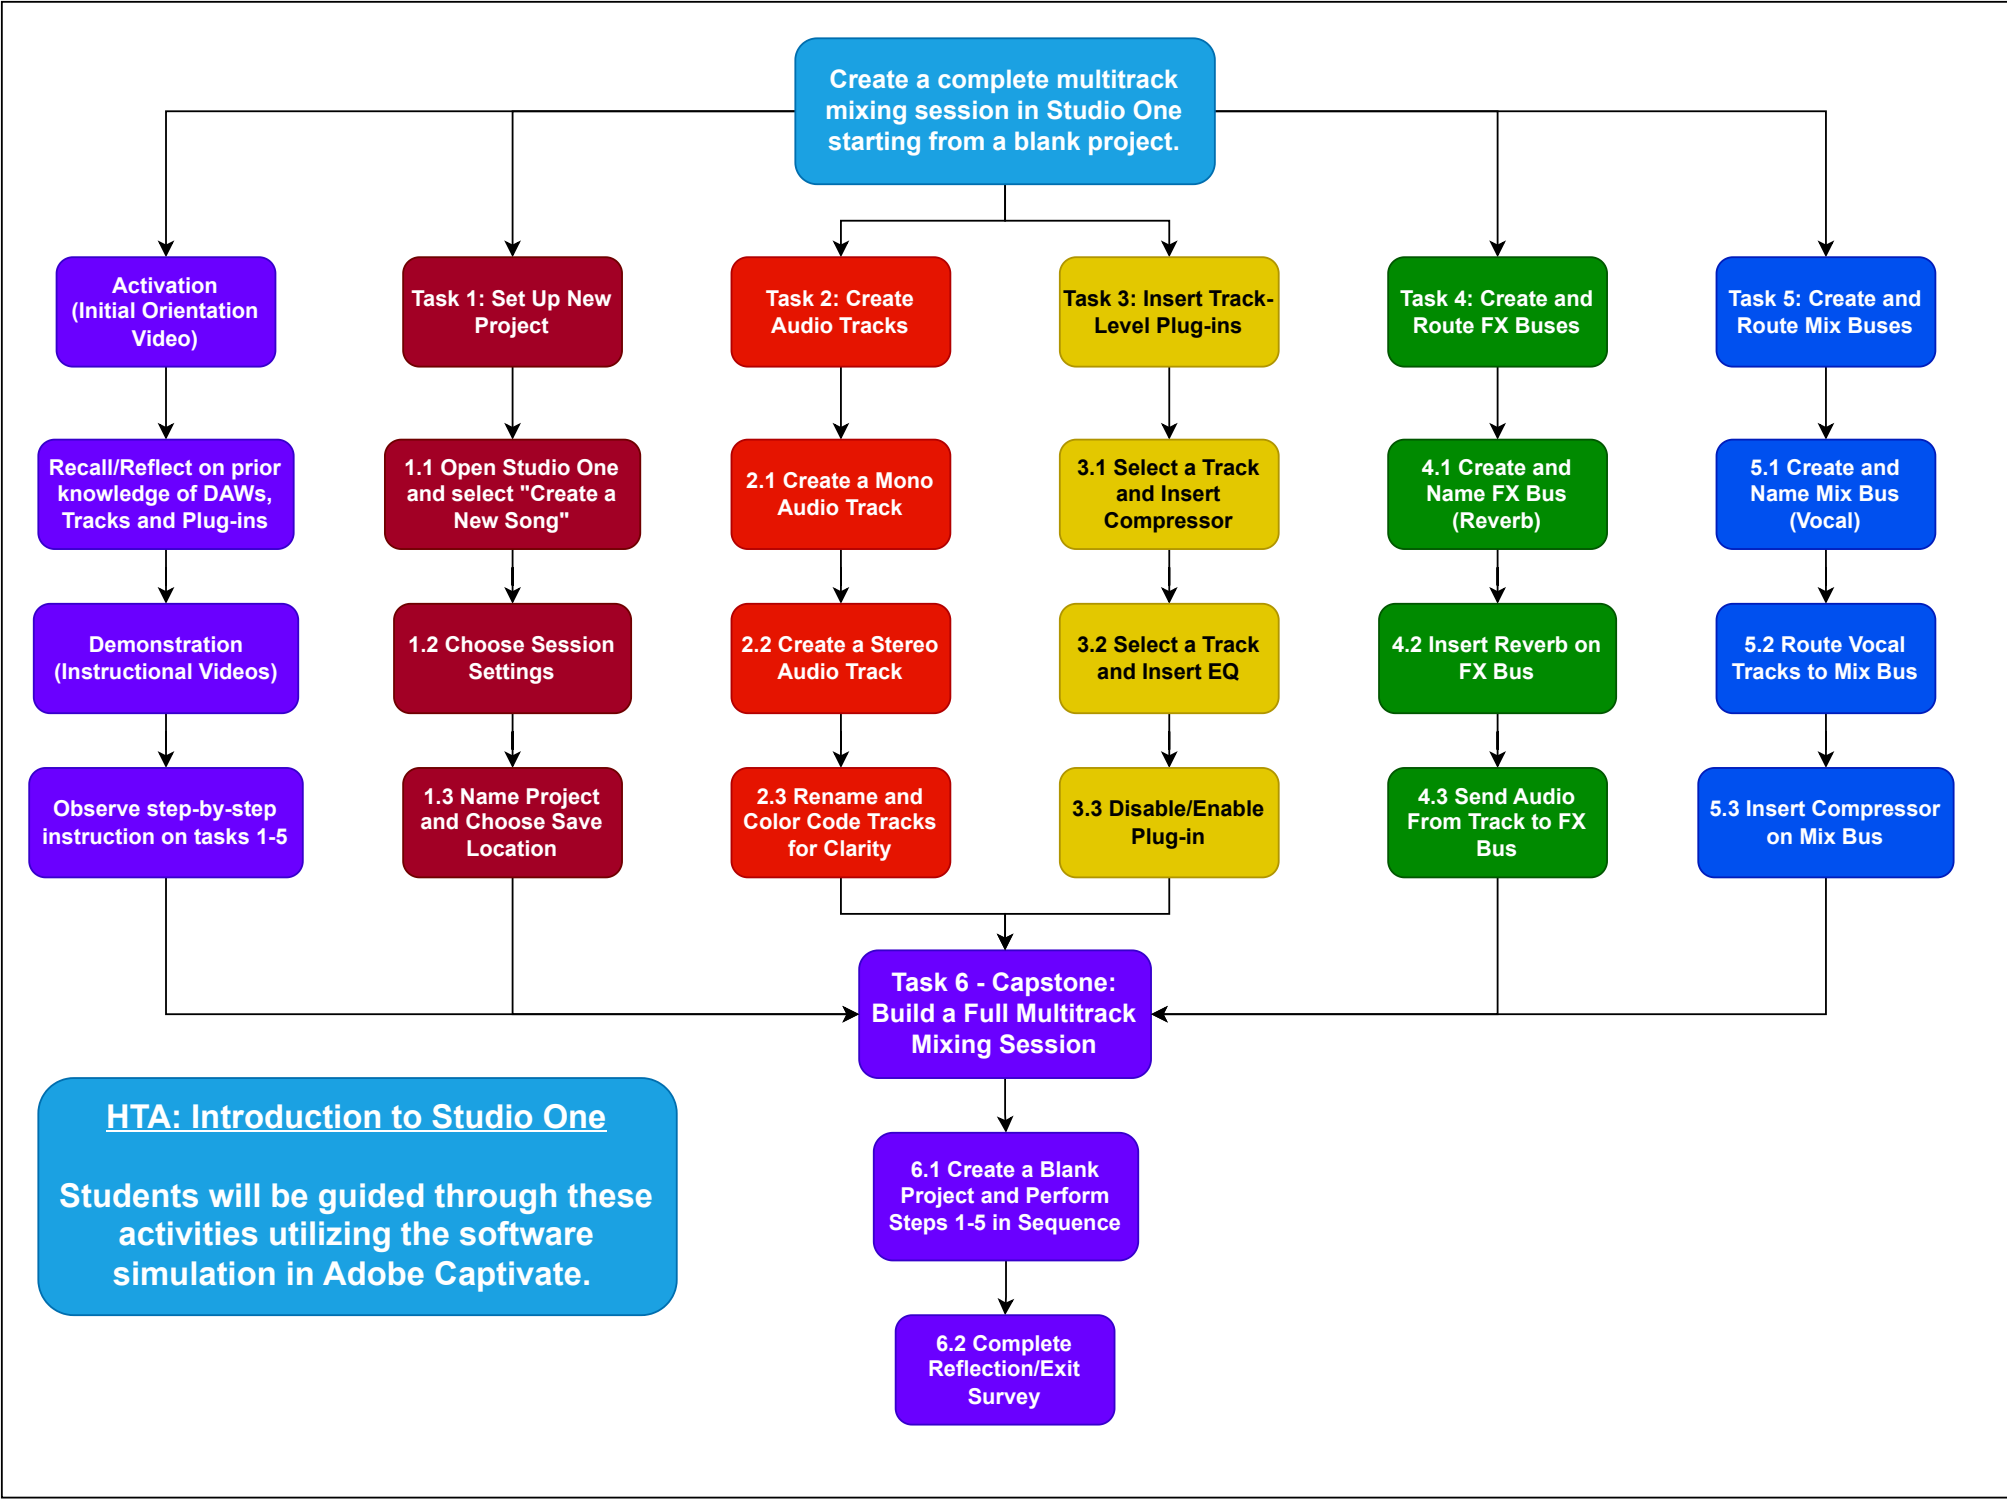 Create a complete multitrack
mixing session in Studio One
starting from a blank project.
Activation
(Initial Orientation
Video)
Task 1: Set Up New
Project
Task 2: Create
Audio Tracks
Task 3: Insert Track-
Level Plug-ins
Task 4: Create and
Route FX Buses
Task 5: Create and
Route Mix Buses
Recall/Reflect on prior
knowledge of DAWs,
Tracks and Plug-ins
1.1 Open Studio One
and select "Create a
New Song"
2.1 Create a Mono
Audio Track
3.1 Select a Track
and Insert
Compressor
4.1 Create and
Name FX Bus
(Reverb)
5.1 Create and
Name Mix Bus
(Vocal)
Demonstration
(Instructional Videos)
1.2 Choose Session
Settings
2.2 Create a Stereo
Audio Track
3.2 Select a Track
and Insert EQ
4.2 Insert Reverb on
FX Bus
5.2 Route Vocal
Tracks to Mix Bus
Observe step-by-step
instruction on tasks 1-5
1.3 Name Project
and Choose Save
Location
2.3 Rename and
Color Code Tracks
for Clarity
3.3 Disable/Enable
Plug-in
4.3 Send Audio
From Track to FX
Bus
5.3 Insert Compressor
on Mix Bus
Task 6 - Capstone:
Build a Full Multitrack
Mixing Session
HTA: Introduction to Studio One
Students will be guided through these
activities utilizing the software
simulation in Adobe Captivate.
6.1 Create a Blank
Project and Perform
Steps 1-5 in Sequence
6.2 Complete
Reflection/Exit
Survey